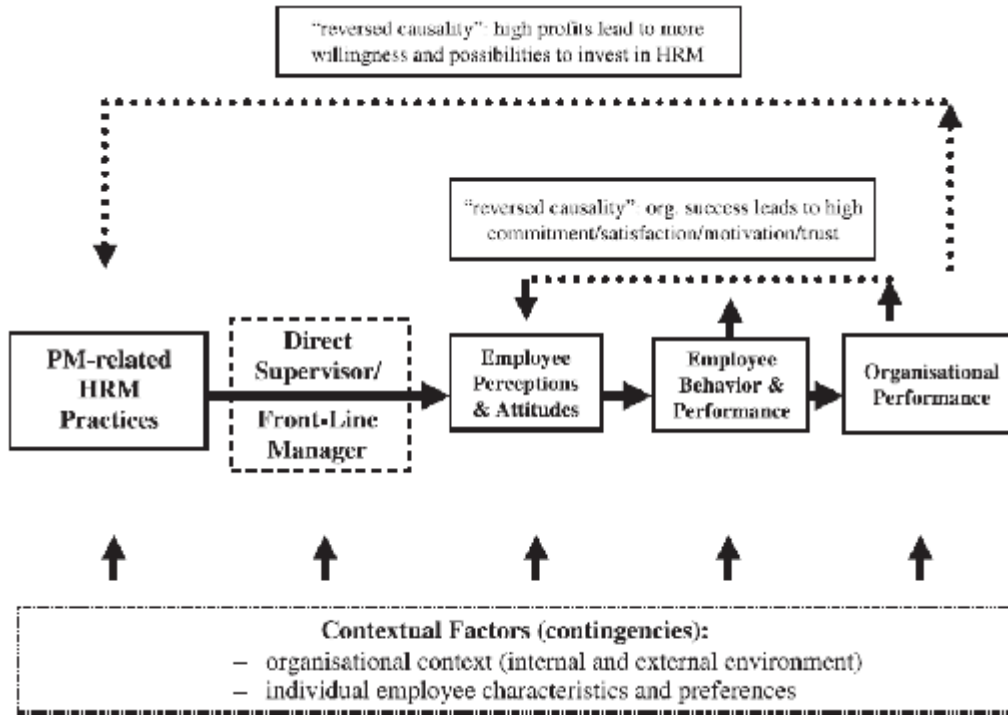 “reversed causality”: high profits lead to more
willingness and possibilities to invest in HRM
“reversed causality”: org. success leads to high
commitment/satisfaction/motivation/trust
PM-related
HRM
Practices
Direct
Supervisor/
Front-Line
Manager
Employee
Perceptions
& Attitudes
Employee
Behavior &
Performance
Organisational
Performance
Contextual Factors (contingencies):
– organisational context (internal and external environment)
– individual employee characteristics and preferences